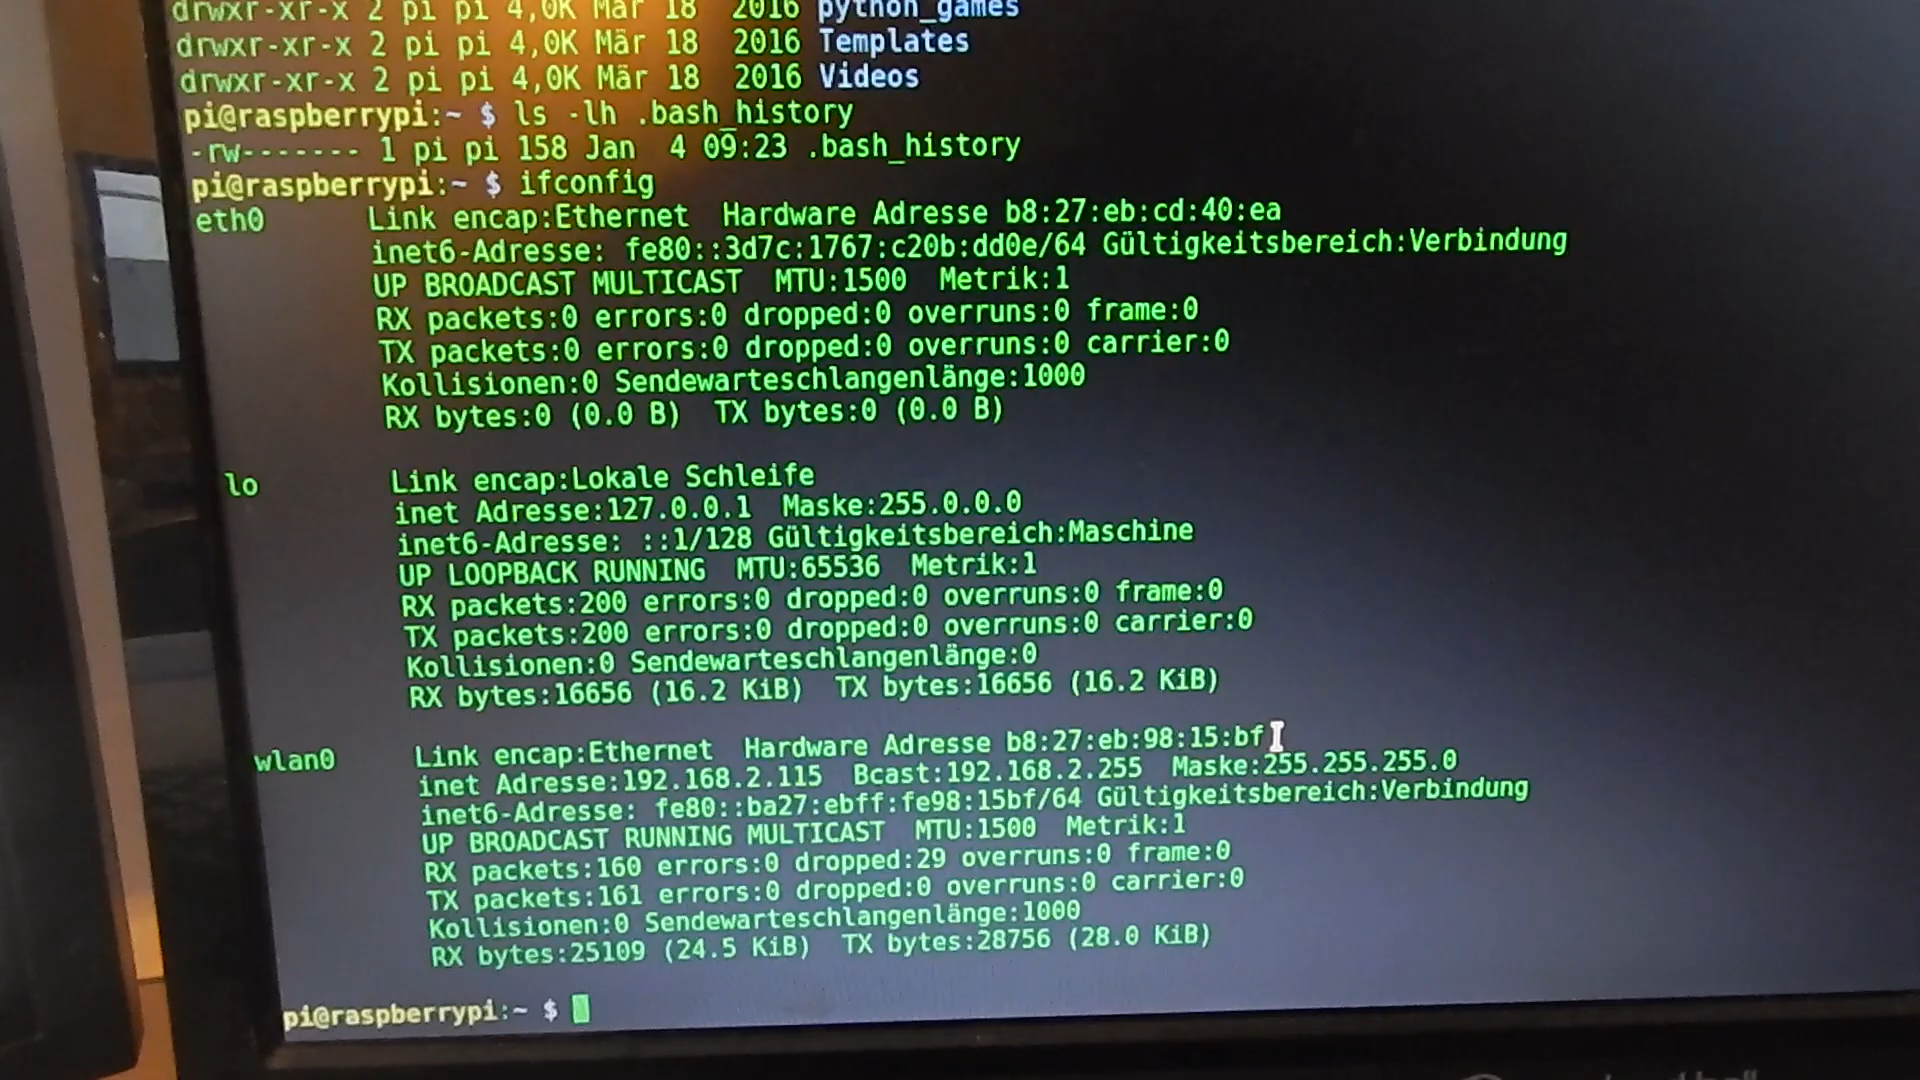 drwxr-xr-x 2 pi pi 4,0K Mär 18  2016 python_games
drwxr-xr-x 2 pi pi 4,0K Mär 18  2016 Templates
drwxr-xr-x 2 pi pi 4,0K Mär 18  2016 Videos
pi@raspberrypi:~ $ ls -lh .bash_history
-rw------- 1 pi pi 158 Jan  4 09:23 .bash_history
pi@raspberrypi:~ $ ifconfig
eth0      Link encap:Ethernet  Hardware Adresse b8:27:eb:cd:40:ea
          inet6-Adresse: fe80::3d7c:1767:c20b:dd0e/64 Gültigkeitsbereich:Verbindung
          UP BROADCAST MULTICAST  MTU:1500  Metrik:1
          RX packets:0 errors:0 dropped:0 overruns:0 frame:0
          TX packets:0 errors:0 dropped:0 overruns:0 carrier:0
          Kollisionen:0 Sendewarteschlangenlänge:1000
          RX bytes:0 (0.0 B)  TX bytes:0 (0.0 B)

lo        Link encap:Lokale Schleife
          inet Adresse:127.0.0.1  Maske:255.0.0.0
          inet6-Adresse: ::1/128 Gültigkeitsbereich:Maschine
          UP LOOPBACK RUNNING  MTU:65536  Metrik:1
          RX packets:200 errors:0 dropped:0 overruns:0 frame:0
          TX packets:200 errors:0 dropped:0 overruns:0 carrier:0
          Kollisionen:0 Sendewarteschlangenlänge:0
          RX bytes:16656 (16.2 KiB)  TX bytes:16656 (16.2 KiB)

wlan0     Link encap:Ethernet  Hardware Adresse b8:27:eb:98:15:bf
          inet Adresse:192.168.2.115  Bcast:192.168.2.255  Maske:255.255.255.0
          inet6-Adresse: fe80::ba27:ebff:fe98:15bf/64 Gültigkeitsbereich:Verbindung
          UP BROADCAST RUNNING MULTICAST  MTU:1500  Metrik:1
          RX packets:160 errors:0 dropped:29 overruns:0 frame:0
          TX packets:161 errors:0 dropped:0 overruns:0 carrier:0
          Kollisionen:0 Sendewarteschlangenlänge:1000
          RX bytes:25109 (24.5 KiB)  TX bytes:28756 (28.0 KiB)

pi@raspberrypi:~ $